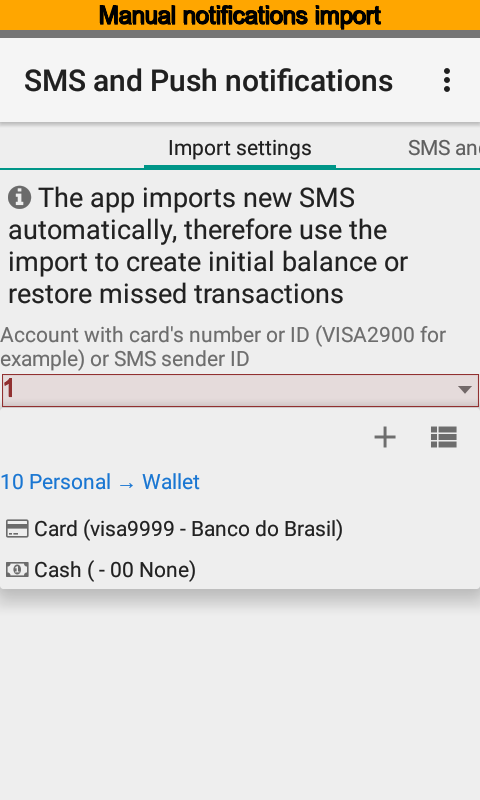 Manual notifications import
SMS and Push notifications
Import settings
SMS an
The app imports new SMS
automatically, therefore use the
import to create initial balance or
restore missed transactions
Account with card's number or ID (VISA2900 for
example) or SMS sender ID
1
10 Personal → Wallet
Card (visa9999 - Banco do Brasil)
Cash ( - 00 None)